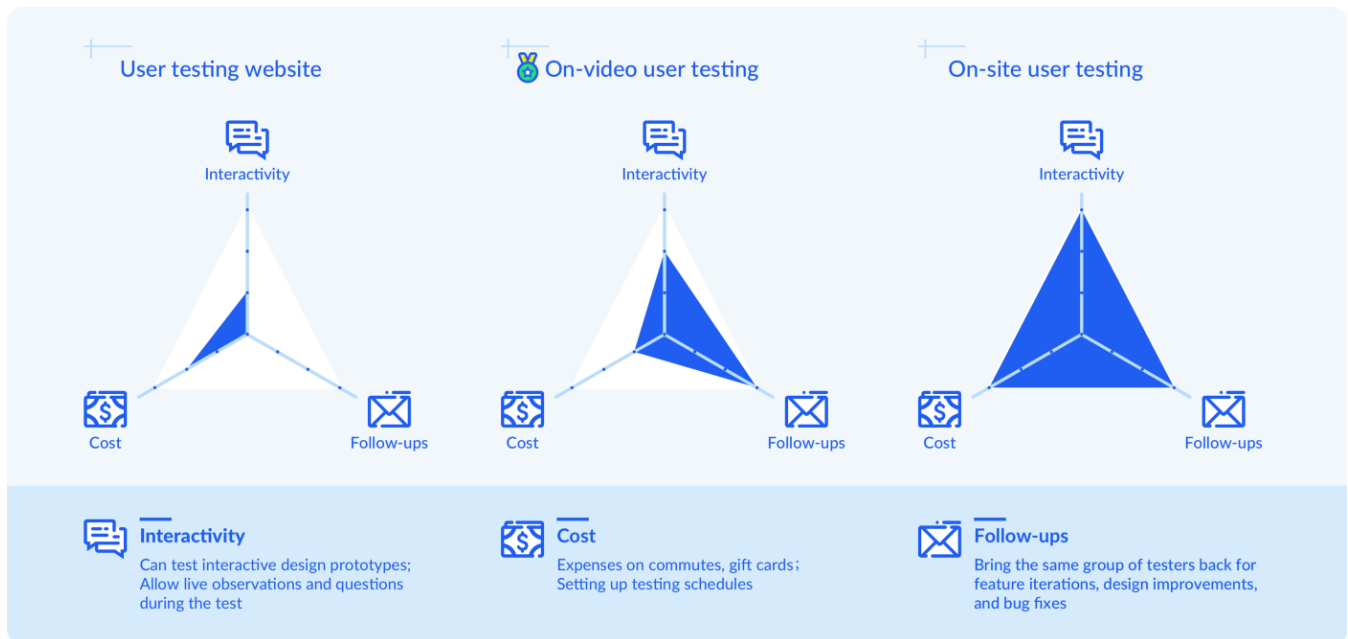 User testing website
On-video user testing
On-site user testing
Interactivity
Interactivity
Interactivity
Cost
Follow-ups
Cost
Follow-ups
Cost
Follow-ups
Interactivity
Can test interactive design prototypes;
Allow live observations and questions
during the test
Cost
Expenses on commutes, gift cards;
Setting up testing schedules
Follow-ups
Bring the same group of testers back for
feature iterations, design improvements,
and bug fixes